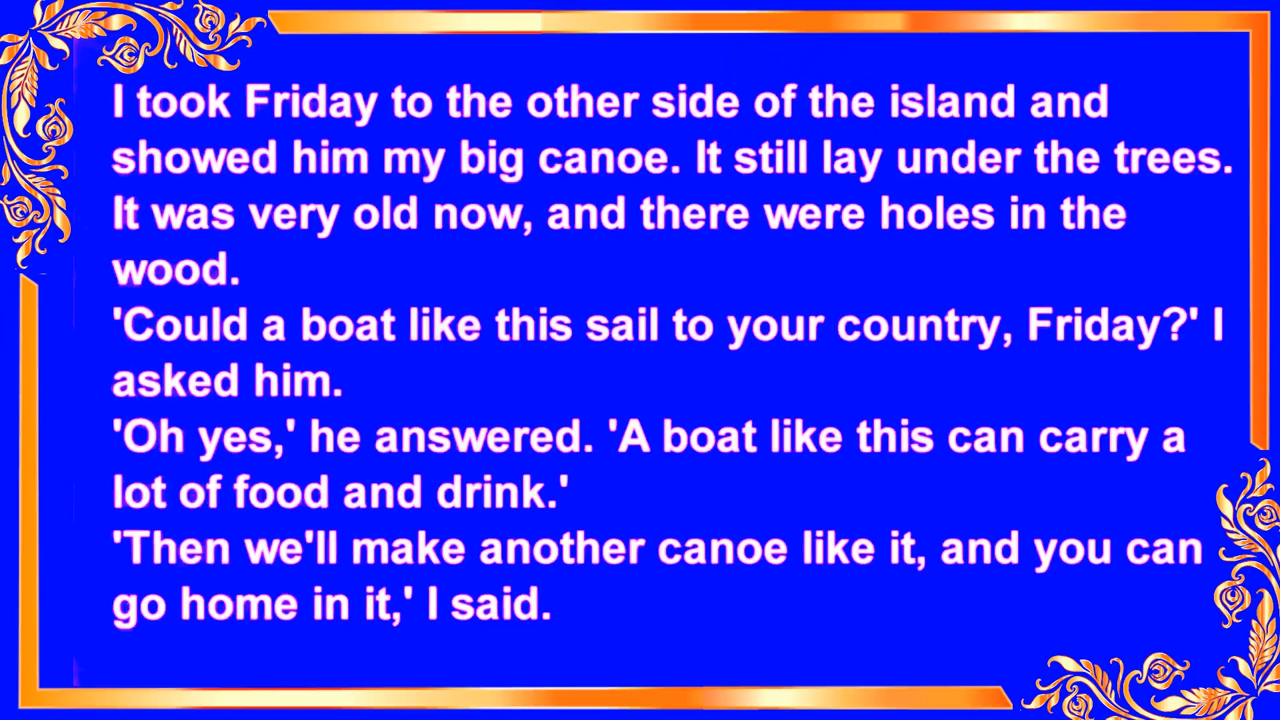 I took Friday to the other side of the island and
showed him my big canoe. It still lay under the trees.
It was very old now, and there were holes in the
wood.
'Could a boat like this sail to your country, Friday?' I
asked him.
'Oh yes,' he answered. 'A boat like this can carry a
lot of food and drink.'
'Then we'll make another canoe like it, and you can
go home in it,' I said.